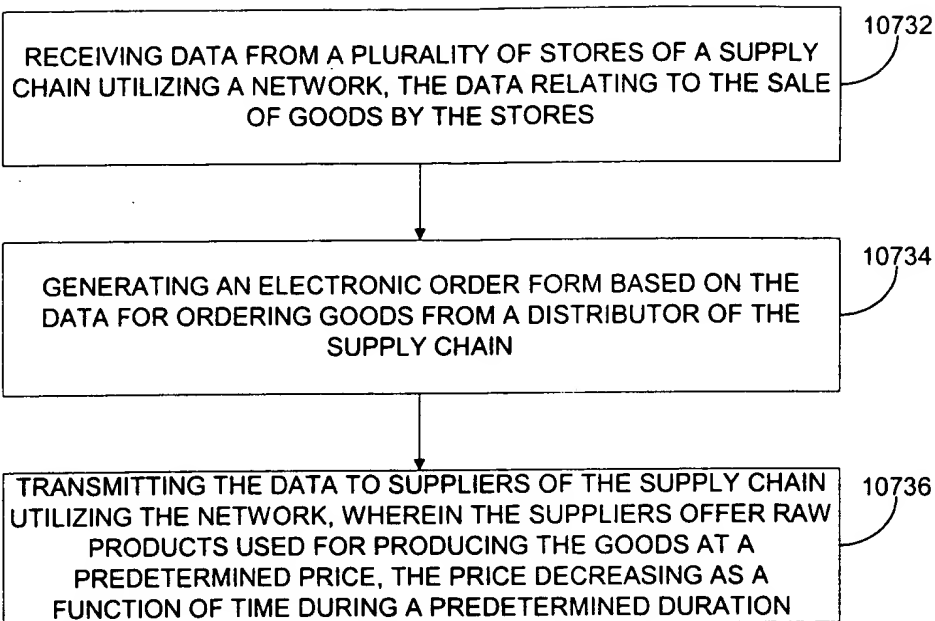 10732
RECEIVING DATA FROM A PLURALITY OF STORES OF A SUPPLY
CHAIN UTILIZING A NETWORK, THE DATA RELATING TO THE SALE
OF GOODS BY THE STORES
10734
GENERATING AN ELECTRONIC ORDER FORM BASED ON THE
DATA FOR ORDERING GOODS FROM A DISTRIBUTOR OF THE
SUPPLY CHAIN
10736
TRANSMITTING THE DATA TO SUPPLIERS OF THE SUPPLY CHAIN
UTILIZING THE NETWORK, WHEREIN THE SUPPLIERS OFFER RAW
PRODUCTS USED FOR PRODUCING THE GOODS AT A
PREDETERMINED PRICE, THE PRICE DECREASING AS A
FUNCTION OF TIME DURING A PREDETERMINED DURATION